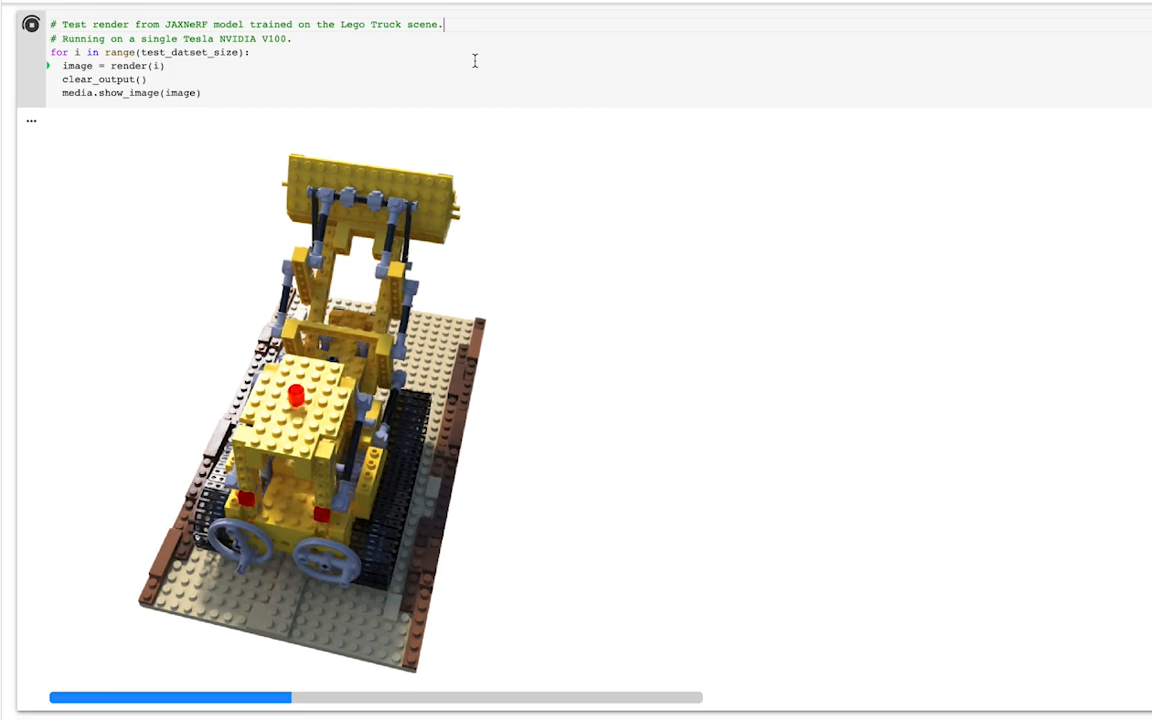 # Test render from JAXNeRF model trained on the Lego Truck scene.
# Running on a single Tesla NVIDIA V100.
for i in range(test_datset_size):
  image = render(i)
  clear_output()
  media.show_image(image)